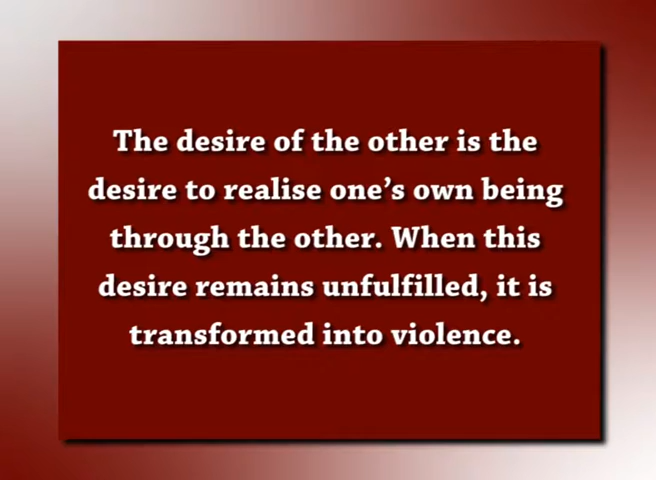 The desire of the other is the
desire to realise one’s own being
through the other. When this
desire remains unfulfilled, it is
transformed into violence.